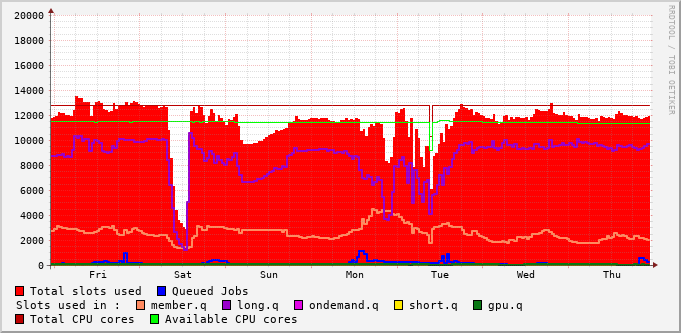 20000
18000
16000
14000
12000
10000
8000
6000
4000
2000
0
Fri Sat Sun Mon Tue Wed Thu
Total slots used Queued Jobs
Slots used in : member.q long.q ondemand.q short.q gpu.q
Total CPU cores Available CPU cores
RRDTOOL / TOBI OETIKER